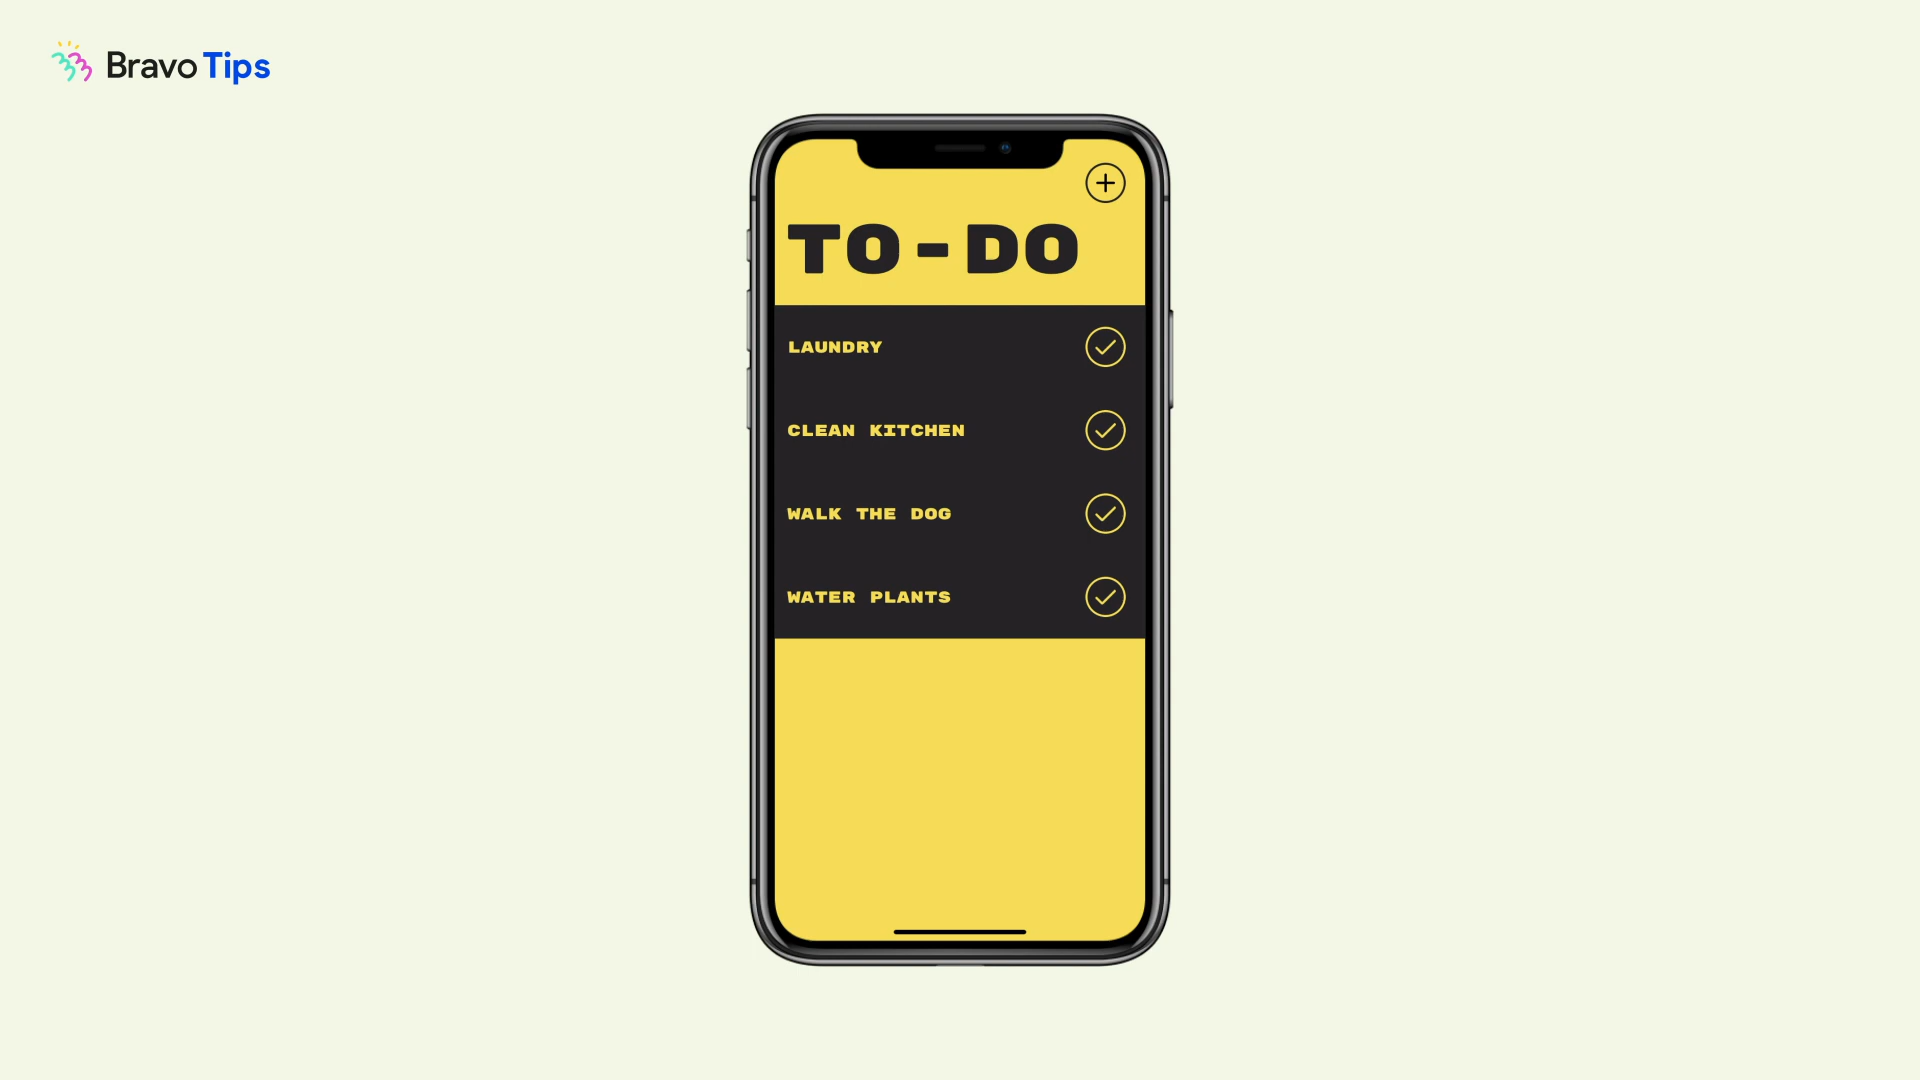 Bravo Tips
TO-DO
LAUNDRY
CLEAN KITCHEN
WALK THE DOG
WATER PLANTS